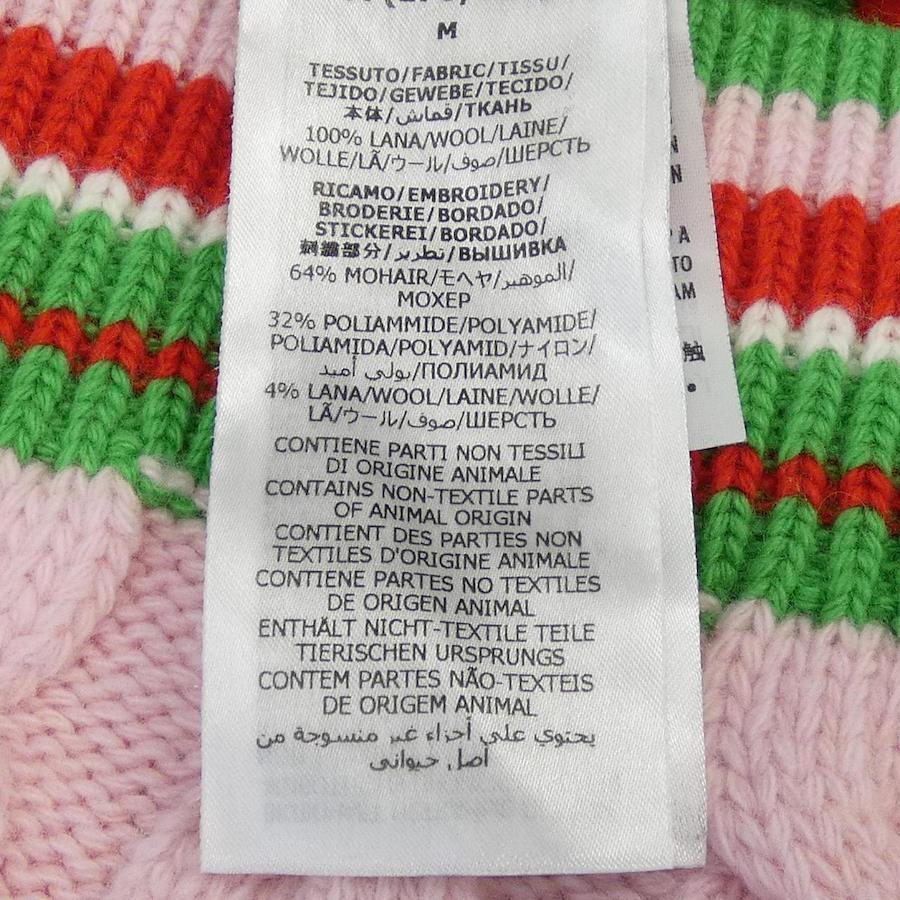 M
TESSUTO/FABRIC/TISSU/
TEJIDO/GEWEBE/TECIDO/
本体/قماش/ТКАНЬ
100% LANA/WOOL/LAINE/
WOLLE/LÃ/ウール/صوف/ШЕРСТЬ
RICAMO/EMBROIDERY/
BRODERIE/BORDADO/
STICKEREI/BORDADO/
刺繍部分/تطريز/ВЫШИВКА
64% MOHAIR/モヘヤ/الموهير/
МОХЕР
32% POLIAMMIDE/POLYAMIDE/
POLIAMIDA/POLYAMID/ナイロン/
بولي أميد/ПОЛИАМИД
4% LANA/WOOL/LAINE/WOLLE/
LÃ/ウール/صوف/ШЕРСТЬ
CONTIENE PARTI NON TESSILI
DI ORIGINE ANIMALE
CONTAINS NON-TEXTILE PARTS
OF ANIMAL ORIGIN
CONTIENT DES PARTIES NON
TEXTILES D'ORIGINE ANIMALE
CONTIENE PARTES NO TEXTILES
DE ORIGEN ANIMAL
ENTHÄLT NICHT-TEXTILE TEILE
TIERISCHEN URSPRUNGS
CONTEM PARTES NÃO-TEXTEIS
DE ORIGEM ANIMAL
يحتوي على أجزاء غير منسوجة من
أصل حيواني